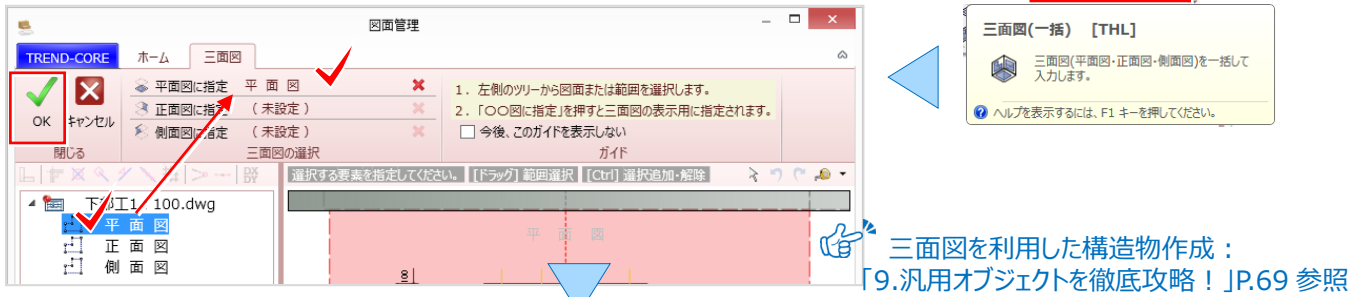 図面管理
TREND-CORE ホーム 三面図
平面図に指定 平 面 図
正面図に指定 (未設定)
側面図に指定 (未設定)
OK キャンセル
閉じる 三面図の選択 ガイド
1. 左側のツリーから図面または範囲を選択します。
2. 「〇〇図に指定」を押すと三面図の表示用に指定されます。
今後、このガイドを表示しない
選択する要素を指定してください。 [ドラッグ] 範囲選択 [Ctrl] 選択追加・解除
100.dwg
平 面 図
正 面 図
側 面 図
平 面 図
三面図(一括) [THL]
三面図(平面図・正面図・側面図)を一括して
入力します。
ヘルプを表示するには、F1 キーを押してください。
三面図を利用した構造物作成：
「9.汎用オブジェクトを徹底攻略！」P.69 参照